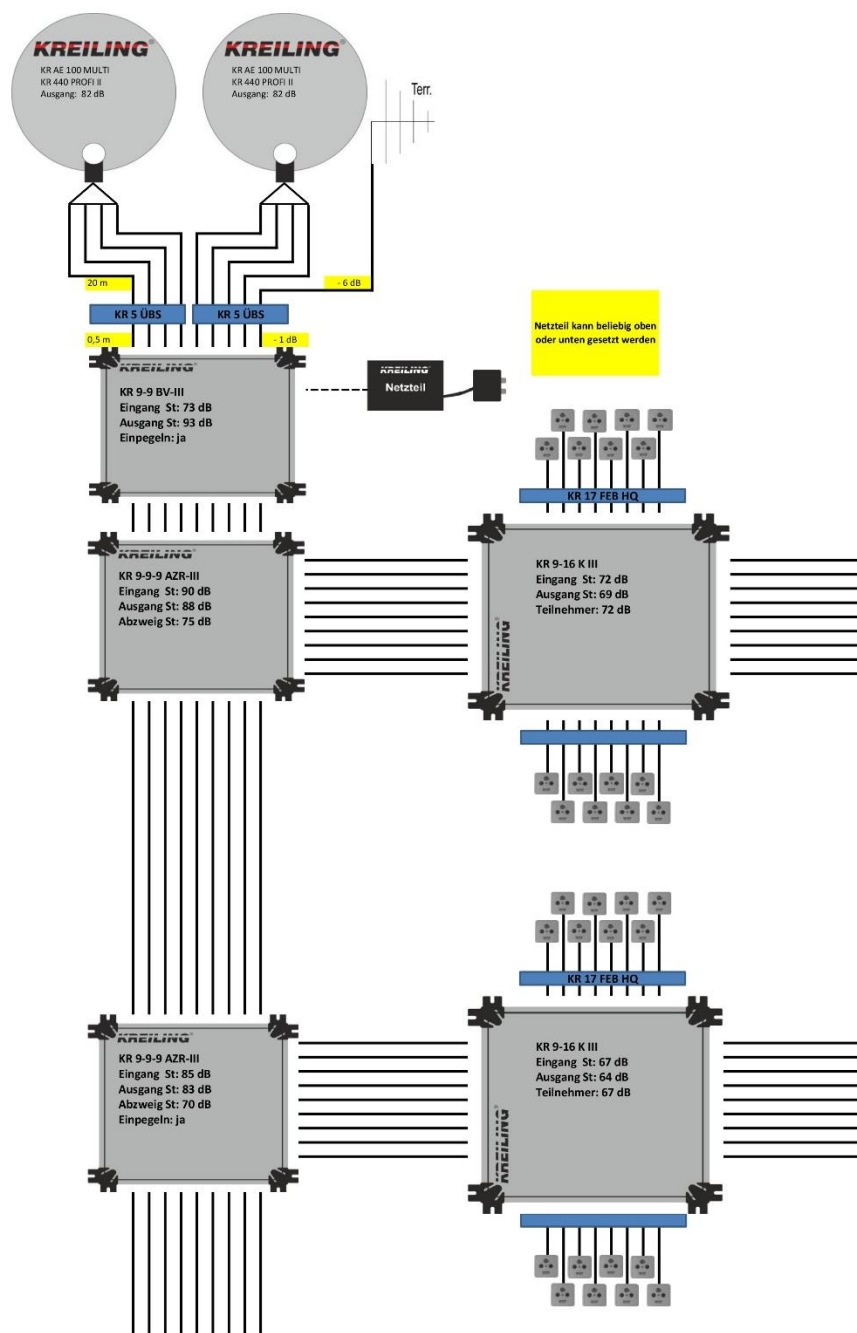 KREILING®
KR AE 100 MULTI
KR 440 PROFI II
Ausgang: 82 dB
KREILING®
KR AE 100 MULTI
KR 440 PROFI II
Ausgang: 82 dB
Terr.
20 m
- 6 dB
KR 5 ÜBS
KR 5 ÜBS
0,5 m
- 1 dB
Netzteil kann beliebig oben
oder unten gesetzt werden
KREILING®
KR 9-9 BV-III
Eingang St: 73 dB
Ausgang St: 93 dB
Einpegeln: ja
KREILING®
Netzteil
KR 17 FEB HQ
KREILING®
KR 9-9-9 AZR-III
Eingang St: 90 dB
Ausgang St: 88 dB
Abzweig St: 75 dB
KR 9-16 K III
Eingang St: 72 dB
Ausgang St: 69 dB
Teilnehmer: 72 dB
KREILING®
KR 17 FEB HQ
KREILING®
KR 9-9-9 AZR-III
Eingang St: 85 dB
Ausgang St: 83 dB
Abzweig St: 70 dB
Einpegeln: ja
KR 9-16 K III
Eingang St: 67 dB
Ausgang St: 64 dB
Teilnehmer: 67 dB
KREILING®